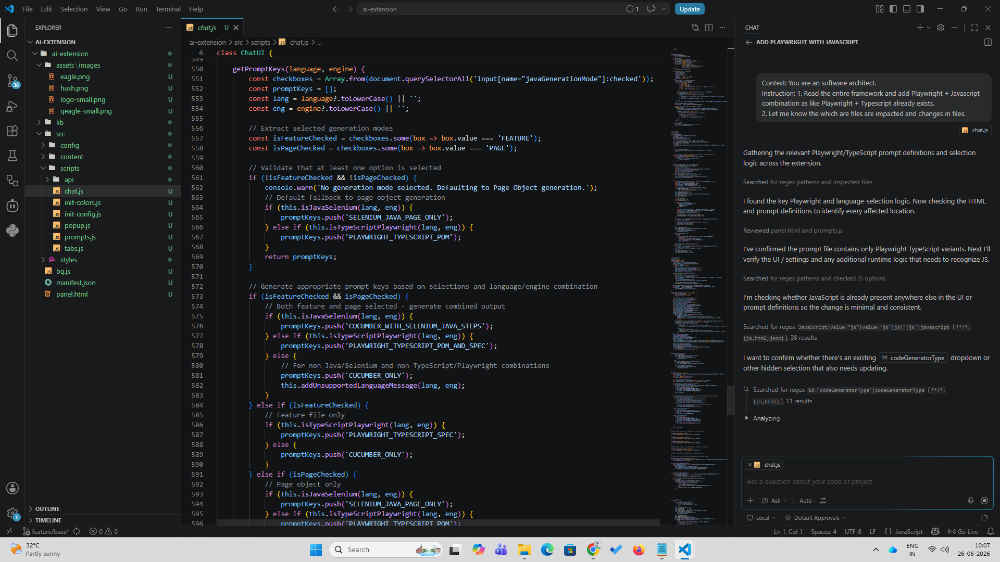 File Edit Selection View Go Run Terminal Help
ai-extension
1
Update
EXPLORER
AI-EXTENSION
ai-extension
assets\images
eagle.png U
hush.png U
logo-small.png U
qeagle-small.png U
lib
src
config
content
scripts
api
chat.js U
init-colors.js U
init-config.js U
popup.js U
prompts.js U
tabs.js U
styles
bg.js U
manifest.json U
panel.html U
OUTLINE
TIMELINE
36
1
chat.js U
ai-extension > src > scripts > chat.js > ...
6 class ChatUI {
549
550 getPromptKeys(language, engine) {
551 const checkboxes = Array.from(document.querySelectorAll('input[name="javaGenerationMode"]:checked'));
552 const promptKeys = [];
553 const lang = language?.toLowerCase() || '';
554 const eng = engine?.toLowerCase() || '';
555
556 // Extract selected generation modes
557 const isFeatureChecked = checkboxes.some(box => box.value === 'FEATURE');
558 const isPageChecked = checkboxes.some(box => box.value === 'PAGE');
559
560 // Validate that at least one option is selected
561 if (!isFeatureChecked && !isPageChecked) {
562 console.warn('No generation mode selected. Defaulting to Page Object generation.');
563 // Default fallback to page object generation
564 if (this.isJavaSelenium(lang, eng)) {
565 promptKeys.push('SELENIUM_JAVA_PAGE_ONLY');
566 } else if (this.isTypeScriptPlaywright(lang, eng)) {
567 promptKeys.push('PLAYWRIGHT_TYPESCRIPT_POM');
568 }
569 return promptKeys;
570 }
571
572 // Generate appropriate prompt keys based on selections and language/engine combination
573 if (isFeatureChecked && isPageChecked) {
574 // Both feature and page selected - generate combined output
575 if (this.isJavaSelenium(lang, eng)) {
576 promptKeys.push('CUCUMBER_WITH_SELENIUM_JAVA_STEPS');
577 } else if (this.isTypeScriptPlaywright(lang, eng)) {
578 promptKeys.push('PLAYWRIGHT_TYPESCRIPT_POM_AND_SPEC');
579 } else {
580 // For non-Java/Selenium and non-TypeScript/Playwright combinations
581 promptKeys.push('CUCUMBER_ONLY');
582 this.addUnsupportedLanguageMessage(lang, eng);
583 }
584 } else if (isFeatureChecked) {
585 // Feature file only
586 if (this.isTypeScriptPlaywright(lang, eng)) {
587 promptKeys.push('PLAYWRIGHT_TYPESCRIPT_SPEC');
588 } else {
589 promptKeys.push('CUCUMBER_ONLY');
590 }
591 } else if (isPageChecked) {
592 // Page object only
593 if (this.isJavaSelenium(lang, eng)) {
594 promptKeys.push('SELENIUM_JAVA_PAGE_ONLY');
595 } else if (this.isTypeScriptPlaywright(lang, eng)) {
596 promptKeys.push('PLAYWRIGHT TYPESCRIPT POM');
CHAT
ADD PLAYWRIGHT WITH JAVASCRIPT
Context: You are an software architect.
Instruction: 1. Read the entire framework and add Playwright + Javascript
combination as like Playwright + Typescript already exists.
2. Let me know the which are files are impacted and changes in files.
chat.js
Gathering the relevant Playwright/TypeScript prompt definitions and selection
logic across the extension.
Searched for regex patterns and inspected files
I found the key Playwright and language-selection logic. Now checking the HTML
and prompt definitions to identify every affected location.
Reviewed panel.html and prompts.js
I've confirmed the prompt file contains only Playwright TypeScript variants. Next I'll
verify the UI / settings and any additional runtime logic that needs to recognize JS.
Searched for regex patterns and checked JS options
I'm checking whether JavaScript is already present anywhere else in the UI or
prompt definitions so the change is minimal and consistent.
Searched for regex JavaScript|value="js"|value='js'|js\"|js'|javascript (**/*.
{js,html,json}), 38 results
I want to confirm whether there's an existing codeGeneratorType dropdown or
other hidden selection that also needs updating.
Searched for regex id="codeGeneratorType"|codeGeneratorType (**/*.
{js,html}), 11 results
Analyzing
chat.js
Ask a question about your code or project
Ask Auto
Local Default Approvals
feature/base* 0 0
Ln 1, Col 1 Spaces: 4 UTF-8 LF { } JavaScript Go Live
32°C
Partly sunny
Search
ENG
IN
10:07
26-06-2026